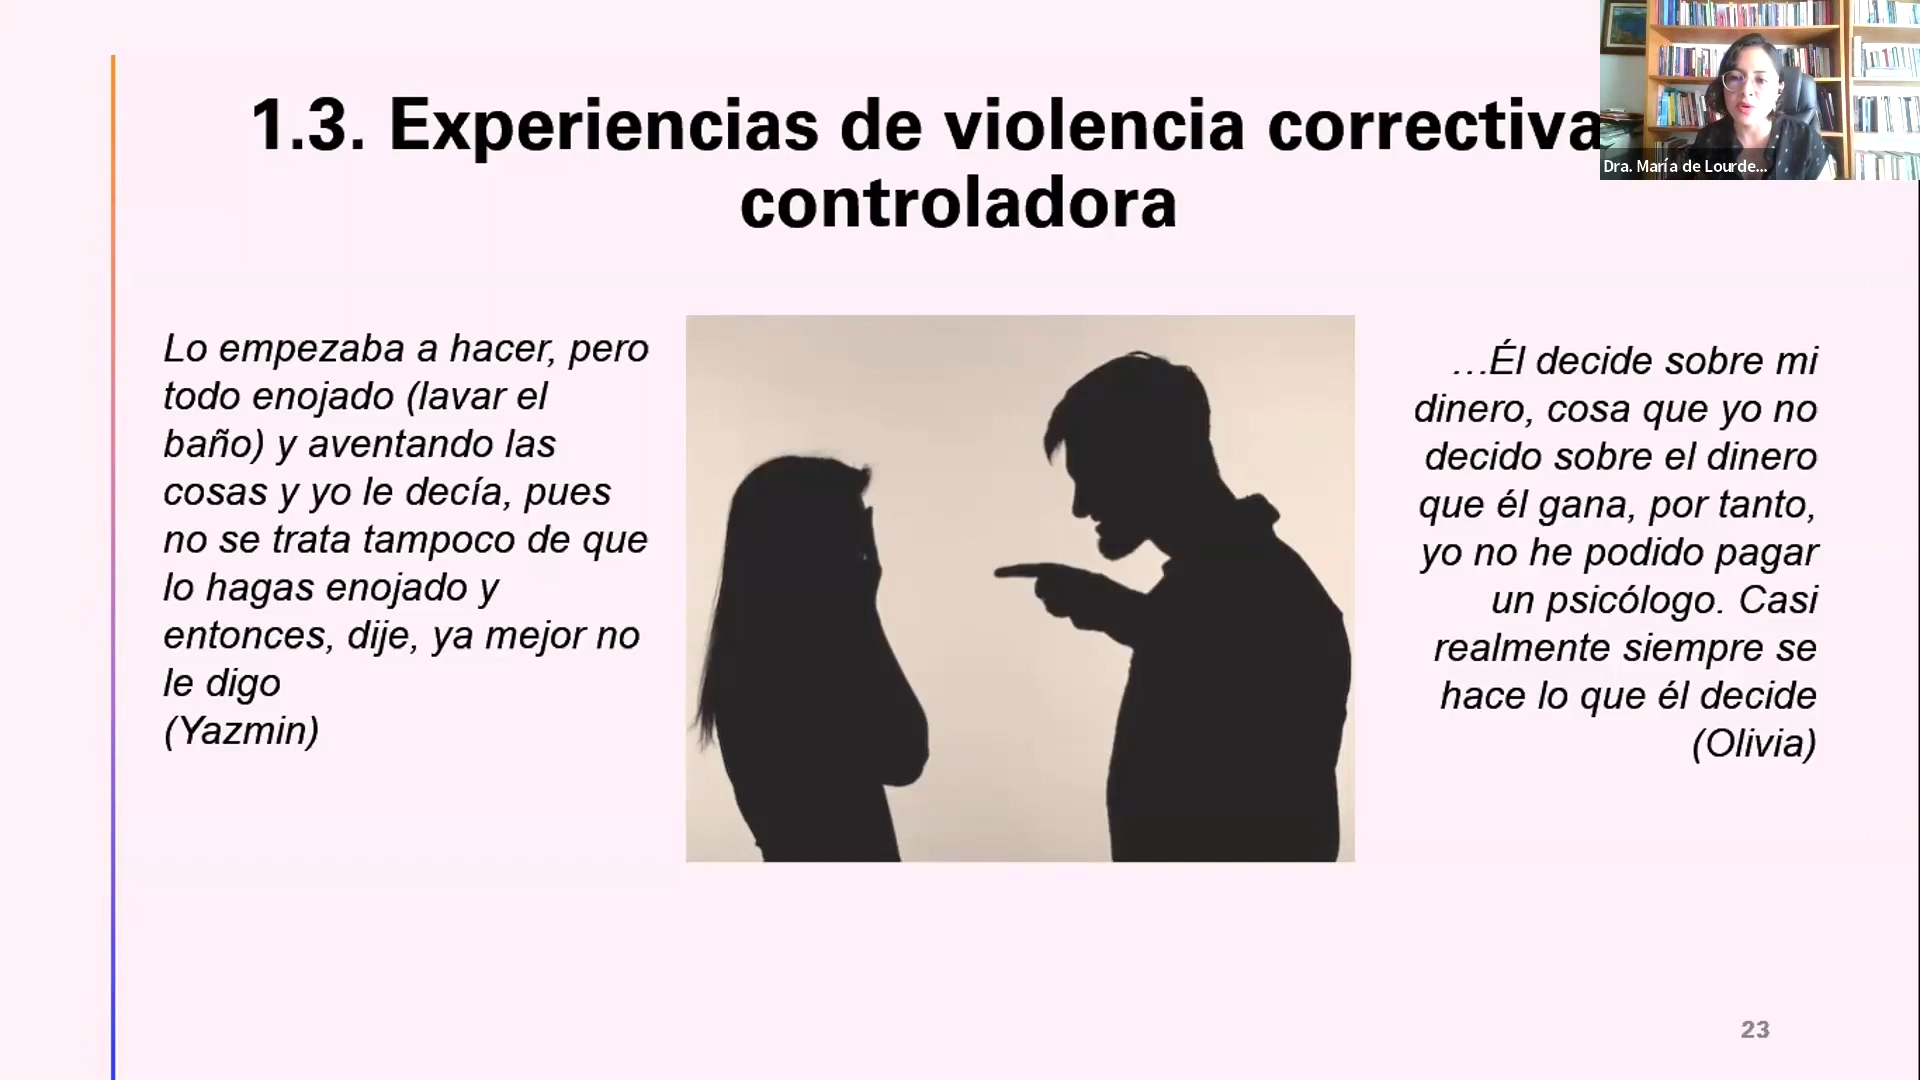 1.3. Experiencias de violencia correctiva
controladora
Dra. María de Lourde...
Lo empezaba a hacer, pero
todo enojado (lavar el
baño) y aventando las
cosas y yo le decía, pues
no se trata tampoco de que
lo hagas enojado y
entonces, dije, ya mejor no
le digo
(Yazmin)
…Él decide sobre mi
dinero, cosa que yo no
decido sobre el dinero
que él gana, por tanto,
yo no he podido pagar
un psicólogo. Casi
realmente siempre se
hace lo que él decide
(Olivia)
23